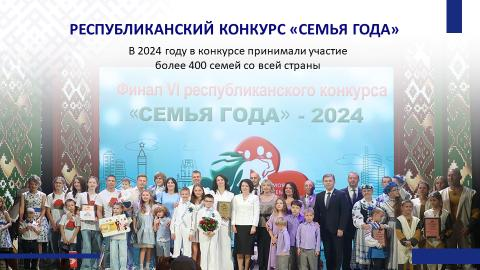 РЕСПУБЛИКАНСКИЙ КОНКУРС «СЕМЬЯ ГОДА»
В 2024 году в конкурсе принимали участие
более 400 семей со всей страны
Финал VI республиканского конкурса
«СЕМЬЯ ГОДА» - 2024